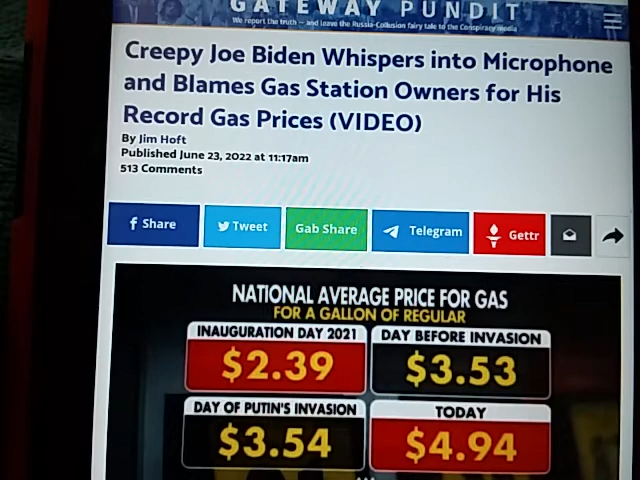 GATEWAY PUNDIT
We report the truth — and leave the Russia-Collusion fairy tale to the Conspiracy media
Creepy Joe Biden Whispers into Microphone
and Blames Gas Station Owners for His
Record Gas Prices (VIDEO)
By Jim Hoft
Published June 23, 2022 at 11:17am
513 Comments
f Share
Tweet
Gab Share
Telegram
Gettr
NATIONAL AVERAGE PRICE FOR GAS
FOR A GALLON OF REGULAR
INAUGURATION DAY 2021
DAY BEFORE INVASION
$2.39
$3.53
DAY OF PUTIN'S INVASION
TODAY
$3.54
$4.94